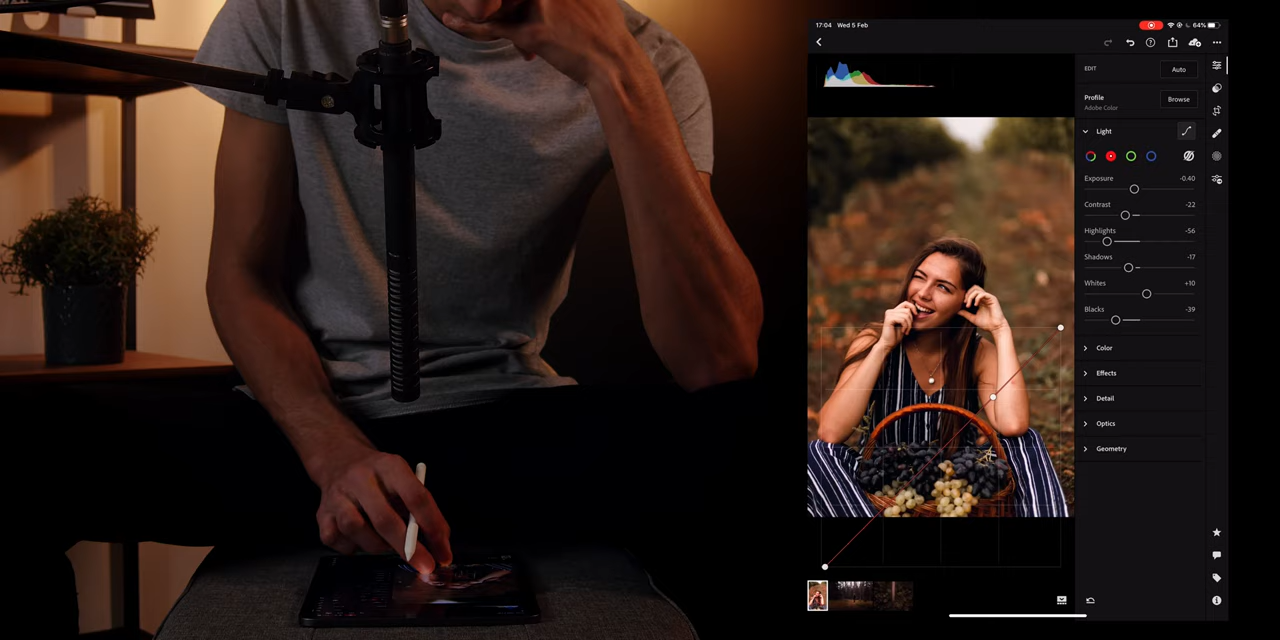 17:04 Wed 5 Feb
64%
EDIT
Auto
Profile
Adobe Color
Browse
Light
Exposure -0.40
Contrast -22
Highlights -56
Shadows -17
Whites +10
Blacks -39
Color
Effects
Detail
Optics
Geometry